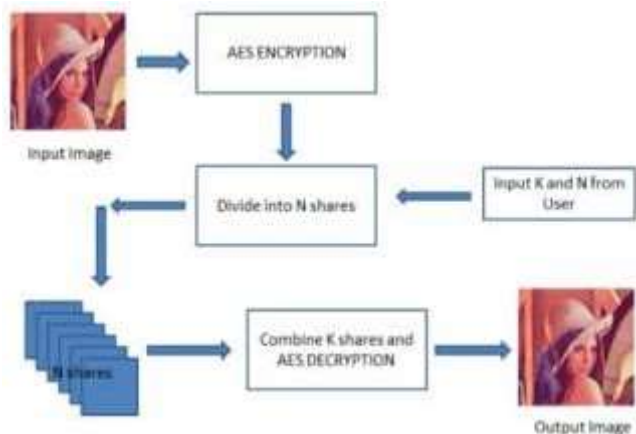 AES ENCRYPTION
Input Image
Divide into N shares
Input K and N from
User
N shares
Combine K shares and
AES DECRYPTION
Output Image